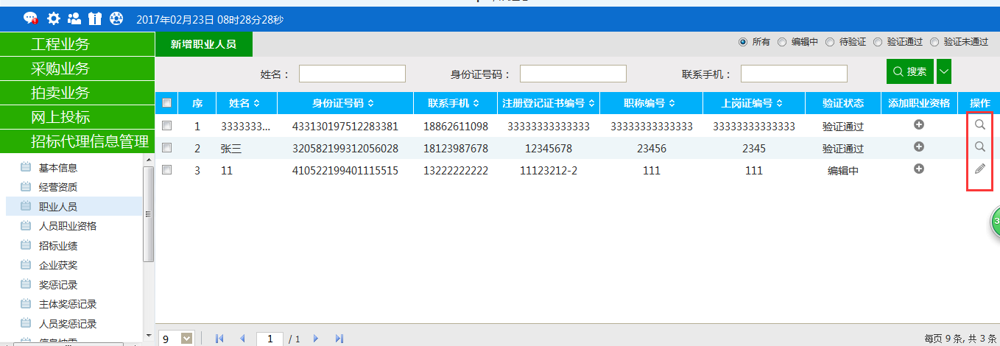 2017年02月23日 08时28分28秒
工程业务
采购业务
拍卖业务
网上投标
招标代理信息管理
基本信息
经营资质
职业人员
人员职业资格
招标业绩
企业获奖
奖惩记录
主体奖惩记录
人员奖惩记录
新增职业人员
所有 编辑中 待验证 验证通过 验证未通过
姓名： 身份证号码： 联系手机： 搜索
序 姓名 身份证号码 联系手机 注册登记证书编号 职称编号 上岗证编号 验证状态 添加职业资格 操作
1 3333333... 433130197512283381 18862611098 33333333333333 33333333333333 33333333333333 验证通过
2 张三 320582199312056028 18123987678 12345678 23456 2345 验证通过
3 11 410522199401115515 13222222222 11123212-2 111 111 编辑中
3
9 1 / 1 每页 9 条, 共 3 条